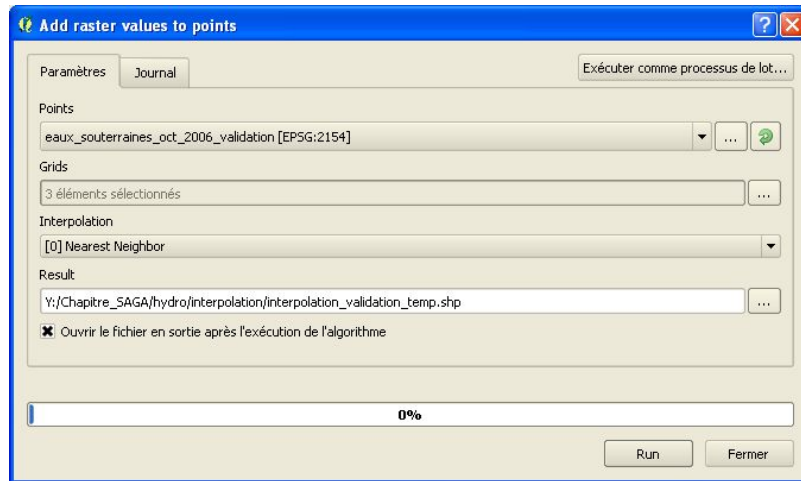 Add raster values to points
Paramètres
Journal
Exécuter comme processus de lot...
Points
eaux_souterraines_oct_2006_validation [EPSG:2154]
...
Grids
3 éléments sélectionnés
...
Interpolation
[0] Nearest Neighbor
Result
Y:/Chapitre_SAGA/hydro/interpolation/interpolation_validation_temp.shp
...
Ouvrir le fichier en sortie après l'exécution de l'algorithme
0%
Run
Fermer